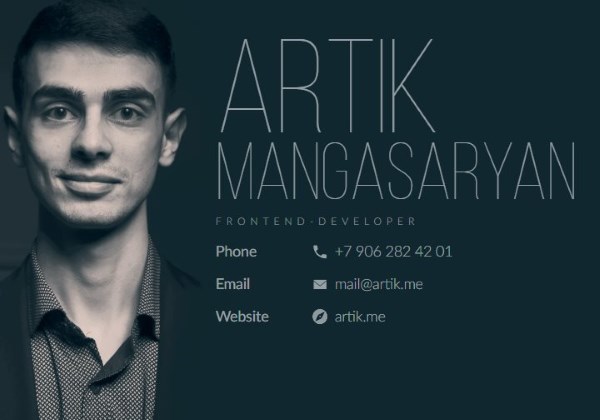 ARTIK
MANGASARYAN
FRONTEND-DEVELOPER
Phone +7 906 282 42 01
Email mail@artik.me
Website artik.me